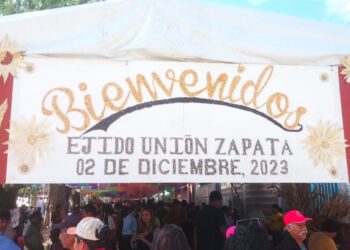 Bienvenidos
EJIDO UNIÓN ZAPATA
02 DE DICIEMBRE, 2023